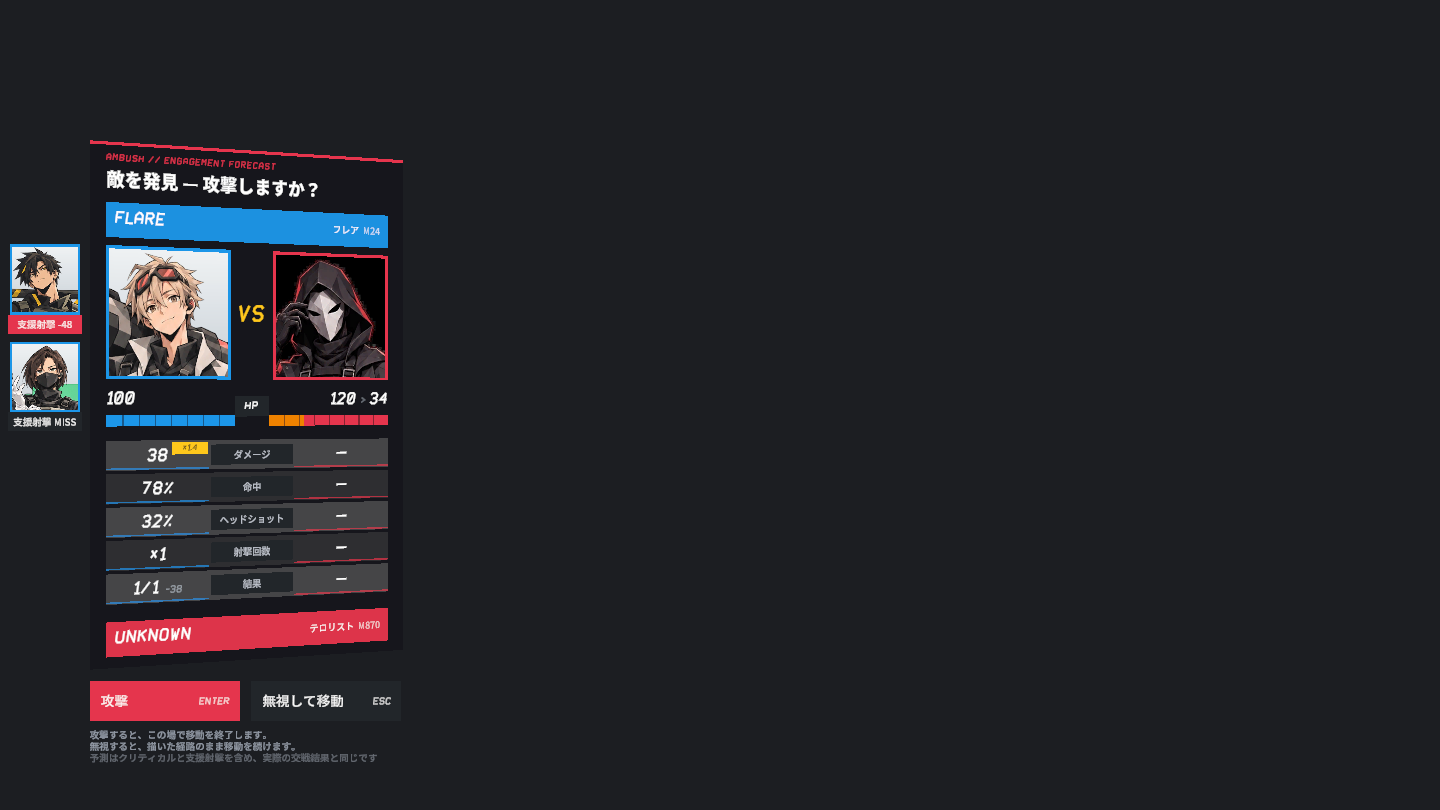 AMBUSH // ENGAGEMENT FORECAST
敵を発見 — 攻撃しますか？
FLARE
フレア M24
支援射撃 -48
支援射撃 MISS
VS
100
HP
120 > 34
38 ×1.4 ダメージ —
78% 命中 —
32% ヘッドショット —
×1 射撃回数 —
1/1 -38 結果 —
UNKNOWN
テロリスト M870
攻撃 ENTER
無視して移動 ESC
攻撃すると、この場で移動を終了します。
無視すると、描いた経路のまま移動を続けます。
予測はクリティカルと支援射撃を含め、実際の交戦結果と同じです